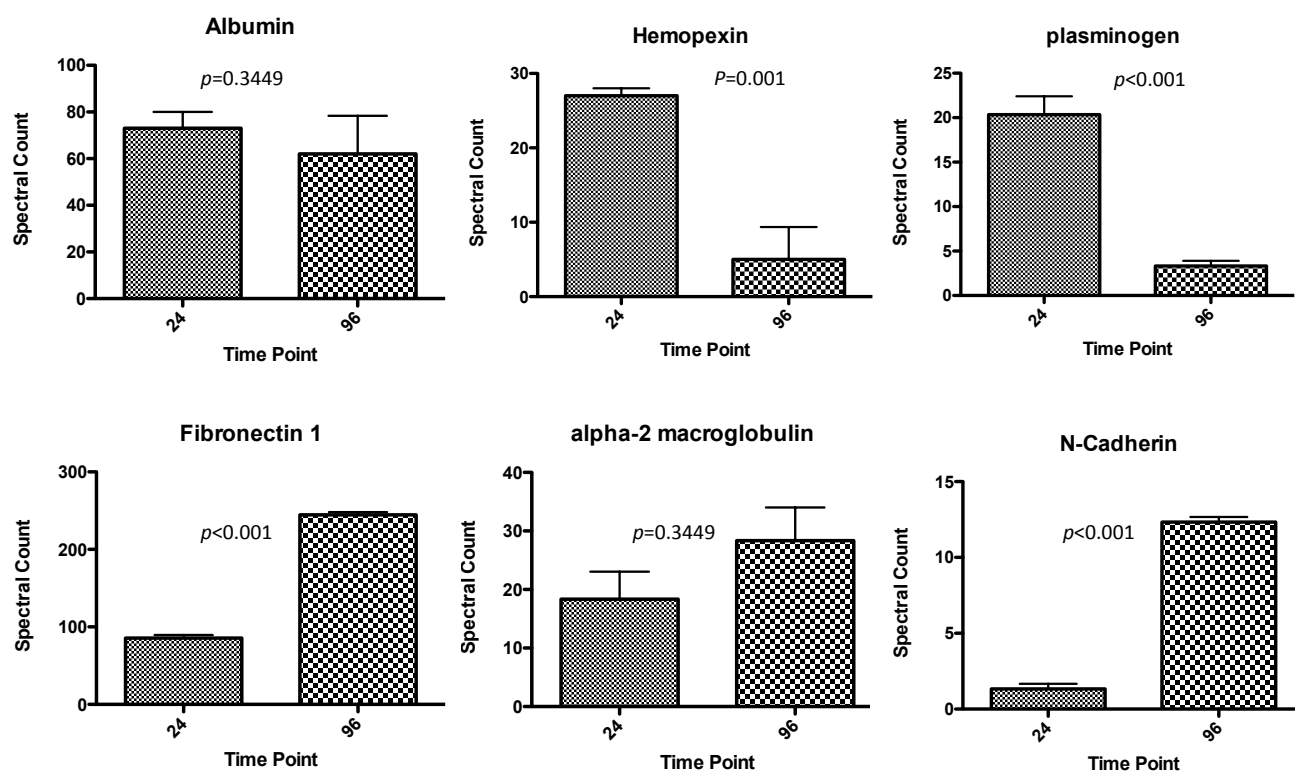 Albumin
p=0.3449
Spectral Count
100
80
60
40
20
0
24
96
Time Point
Hemopexin
P=0.001
Spectral Count
30
20
10
0
24
96
Time Point
plasminogen
p<0.001
Spectral Count
25
20
15
10
5
0
24
96
Time Point
Fibronectin 1
p<0.001
Spectral Count
300
200
100
0
24
96
Time Point
alpha-2 macroglobulin
p=0.3449
Spectral Count
40
30
20
10
0
24
96
Time Point
N-Cadherin
p<0.001
Spectral Count
15
10
5
0
24
96
Time Point